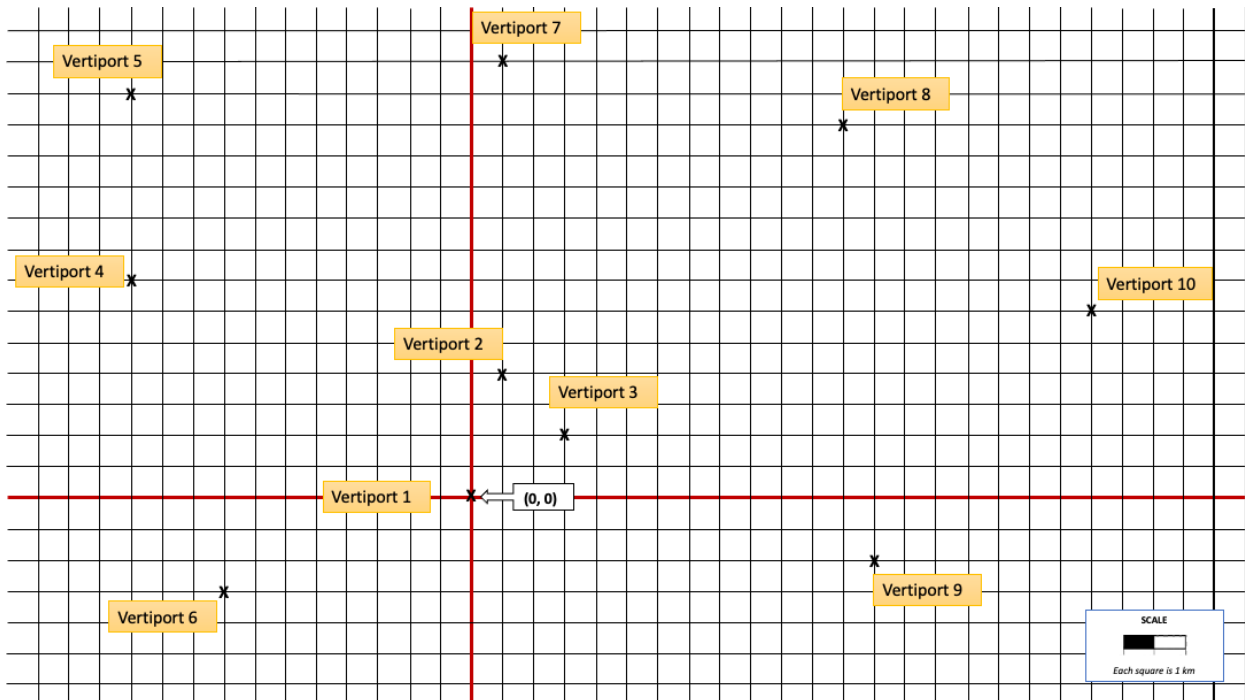 Vertiport 7
Vertiport 5
X
Vertiport 8
X
X
Vertiport 4
X
Vertiport 10
X
Vertiport 2
X
Vertiport 3
X
Vertiport 1
X
(0, 0)
X
Vertiport 9
X
Vertiport 6
SCALE
Each square is 1 km